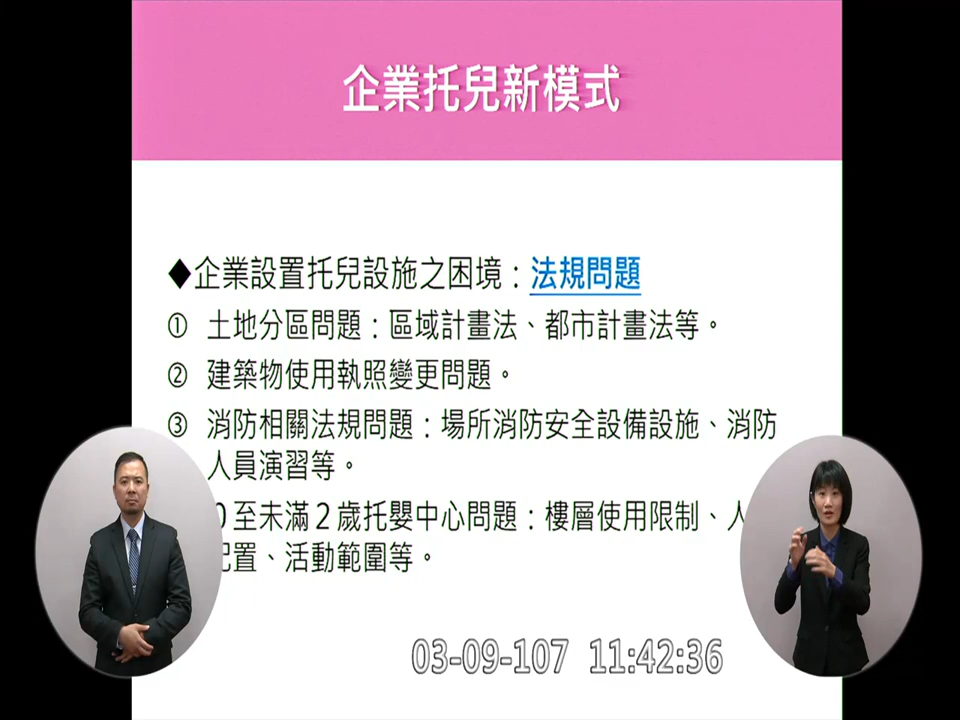 企業托兒新模式
◆企業設置托兒設施之困境：法規問題
① 土地分區問題：區域計畫法、都市計畫法等。
② 建築物使用執照變更問題。
③ 消防相關法規問題：場所消防安全設備設施、消防
人員演習等。
0至未滿2歲托嬰中心問題：樓層使用限制、人
配置、活動範圍等。
03-09-107 11:42:36